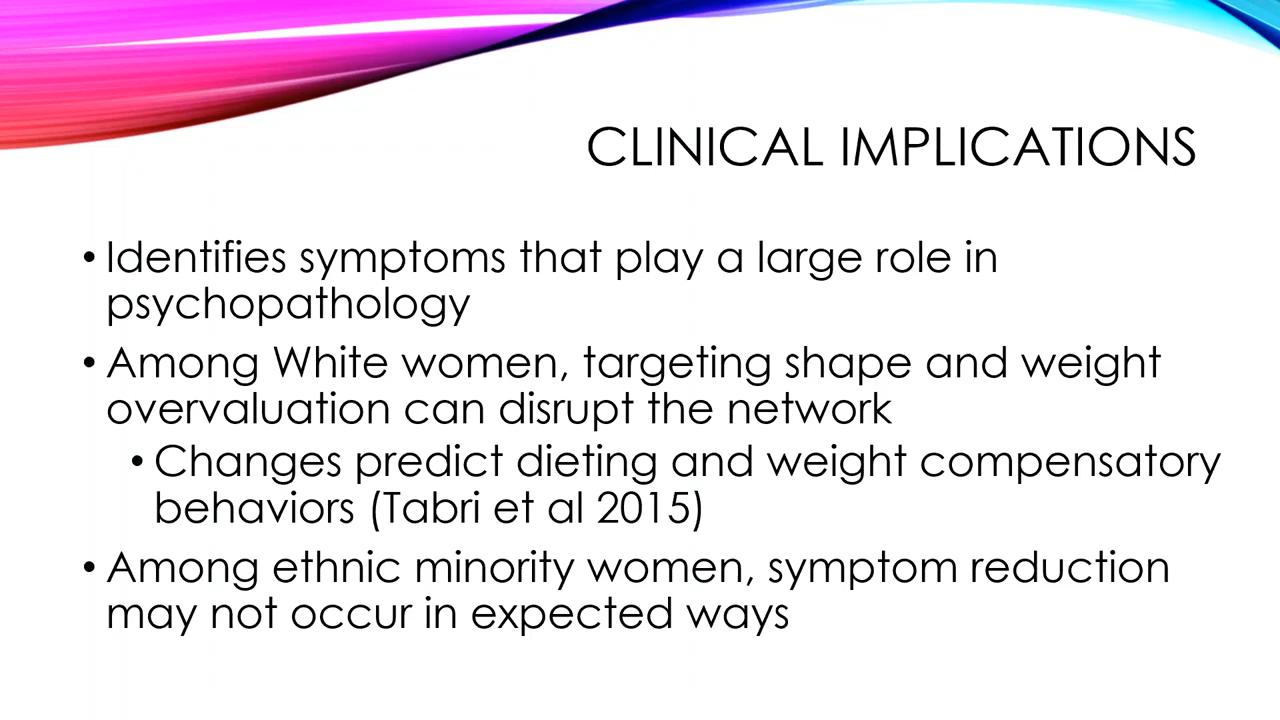 CLINICAL IMPLICATIONS
• Identifies symptoms that play a large role in
psychopathology
• Among White women, targeting shape and weight
overvaluation can disrupt the network
• Changes predict dieting and weight compensatory
behaviors (Tabri et al 2015)
• Among ethnic minority women, symptom reduction
may not occur in expected ways